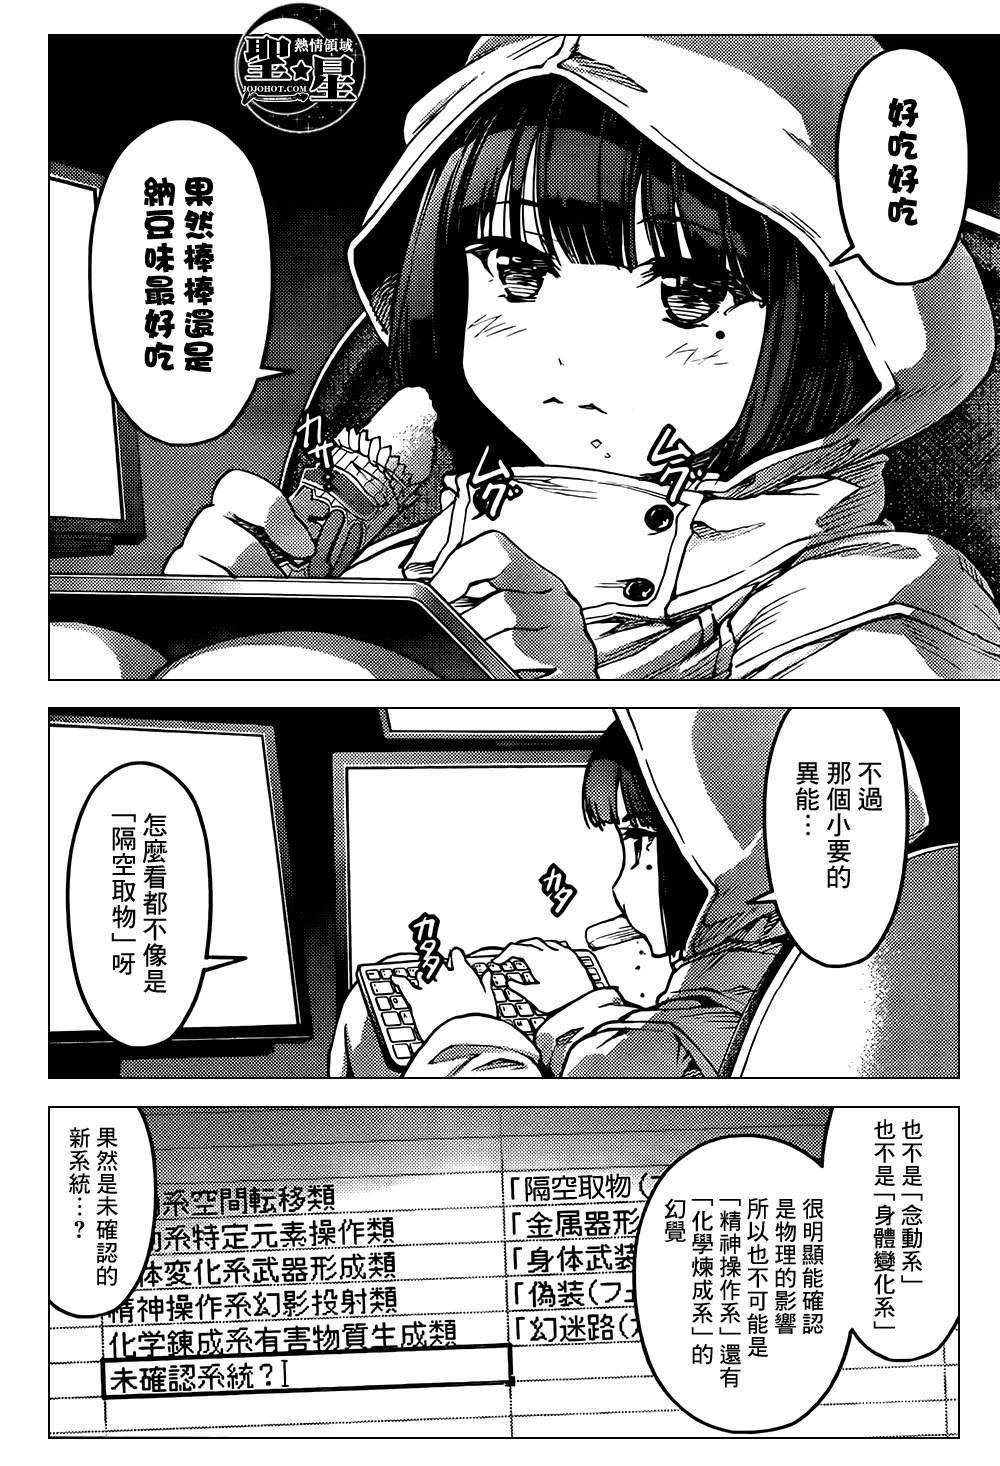 熱情領域
聖☆星
JOJOHOT.COM
好吃好吃
果然棒棒還是
納豆味最好吃
カサ…
ムグ
ムグ
不過
那個小要的
異能…
怎麼看都不像是
「隔空取物」呀
カタ
カタカタ
也不是「念動系」
也不是「身體變化系」
很明顯能確認
是物理的影響
所以也不可能是
「精神操作系」還有
「化學煉成系」的
幻覺
果然是未確認的
新系統…?
系空間転移類
「隔空取物(
系特定元素操作類
「金属器形
体変化系武器形成類
「身体武装
精神操作系幻影投射類
「偽装(フェ
化学錬成系有害物質生成類
「幻迷路(
未確認系統?